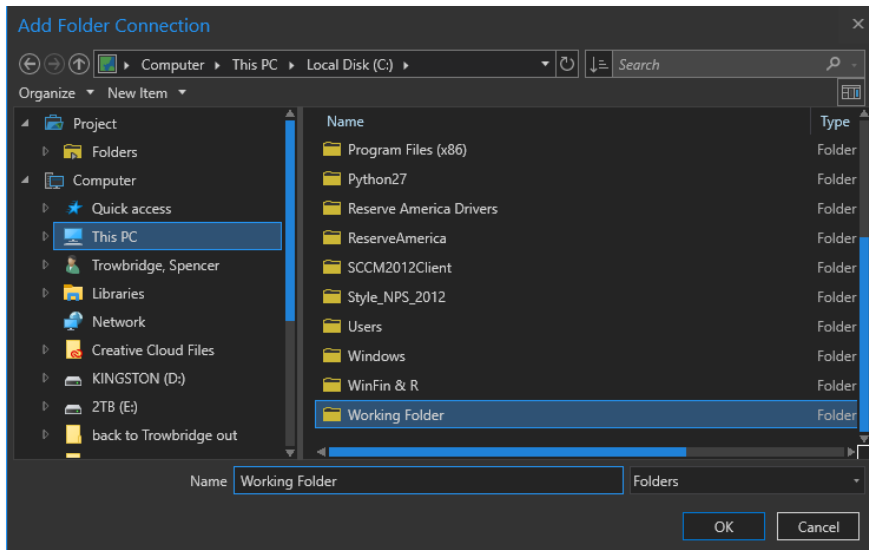 Add Folder Connection
Computer This PC Local Disk (C:) Search
Organize New Item
Project
Folders
Computer
Quick access
This PC
Trowbridge, Spencer
Libraries
Network
Creative Cloud Files
KINGSTON (D:)
2TB (E:)
back to Trowbridge out
Name Type
Program Files (x86) Folder
Python27 Folder
Reserve America Drivers Folder
ReserveAmerica Folder
SCCM2012Client Folder
Style_NPS_2012 Folder
Users Folder
Windows Folder
WinFin & R Folder
Working Folder Folder
Name Working Folder Folders
OK Cancel